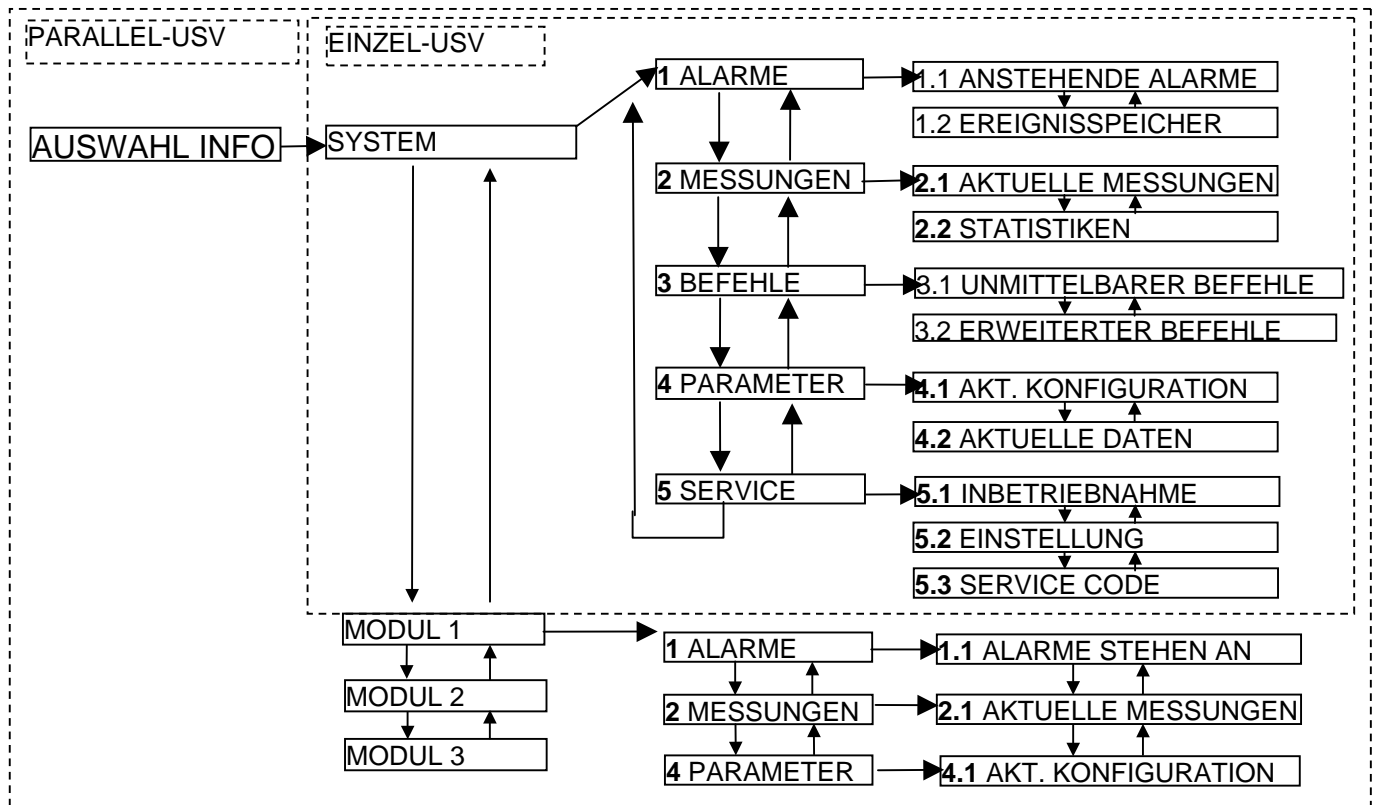 PARALLEL-USV
EINZEL-USV
1 ALARME
1.1 ANSTEHENDE ALARME
1.2 EREIGNISSPEICHER
AUSWAHL INFO
SYSTEM
2 MESSUNGEN
2.1 AKTUELLE MESSUNGEN
2.2 STATISTIKEN
3 BEFEHLE
3.1 UNMITTELBARER BEFEHLE
3.2 ERWEITERTER BEFEHLE
4 PARAMETER
4.1 AKT. KONFIGURATION
4.2 AKTUELLE DATEN
5 SERVICE
5.1 INBETRIEBNAHME
5.2 EINSTELLUNG
5.3 SERVICE CODE
MODUL 1
1 ALARME
1.1 ALARME STEHEN AN
MODUL 2
2 MESSUNGEN
2.1 AKTUELLE MESSUNGEN
MODUL 3
4 PARAMETER
4.1 AKT. KONFIGURATION